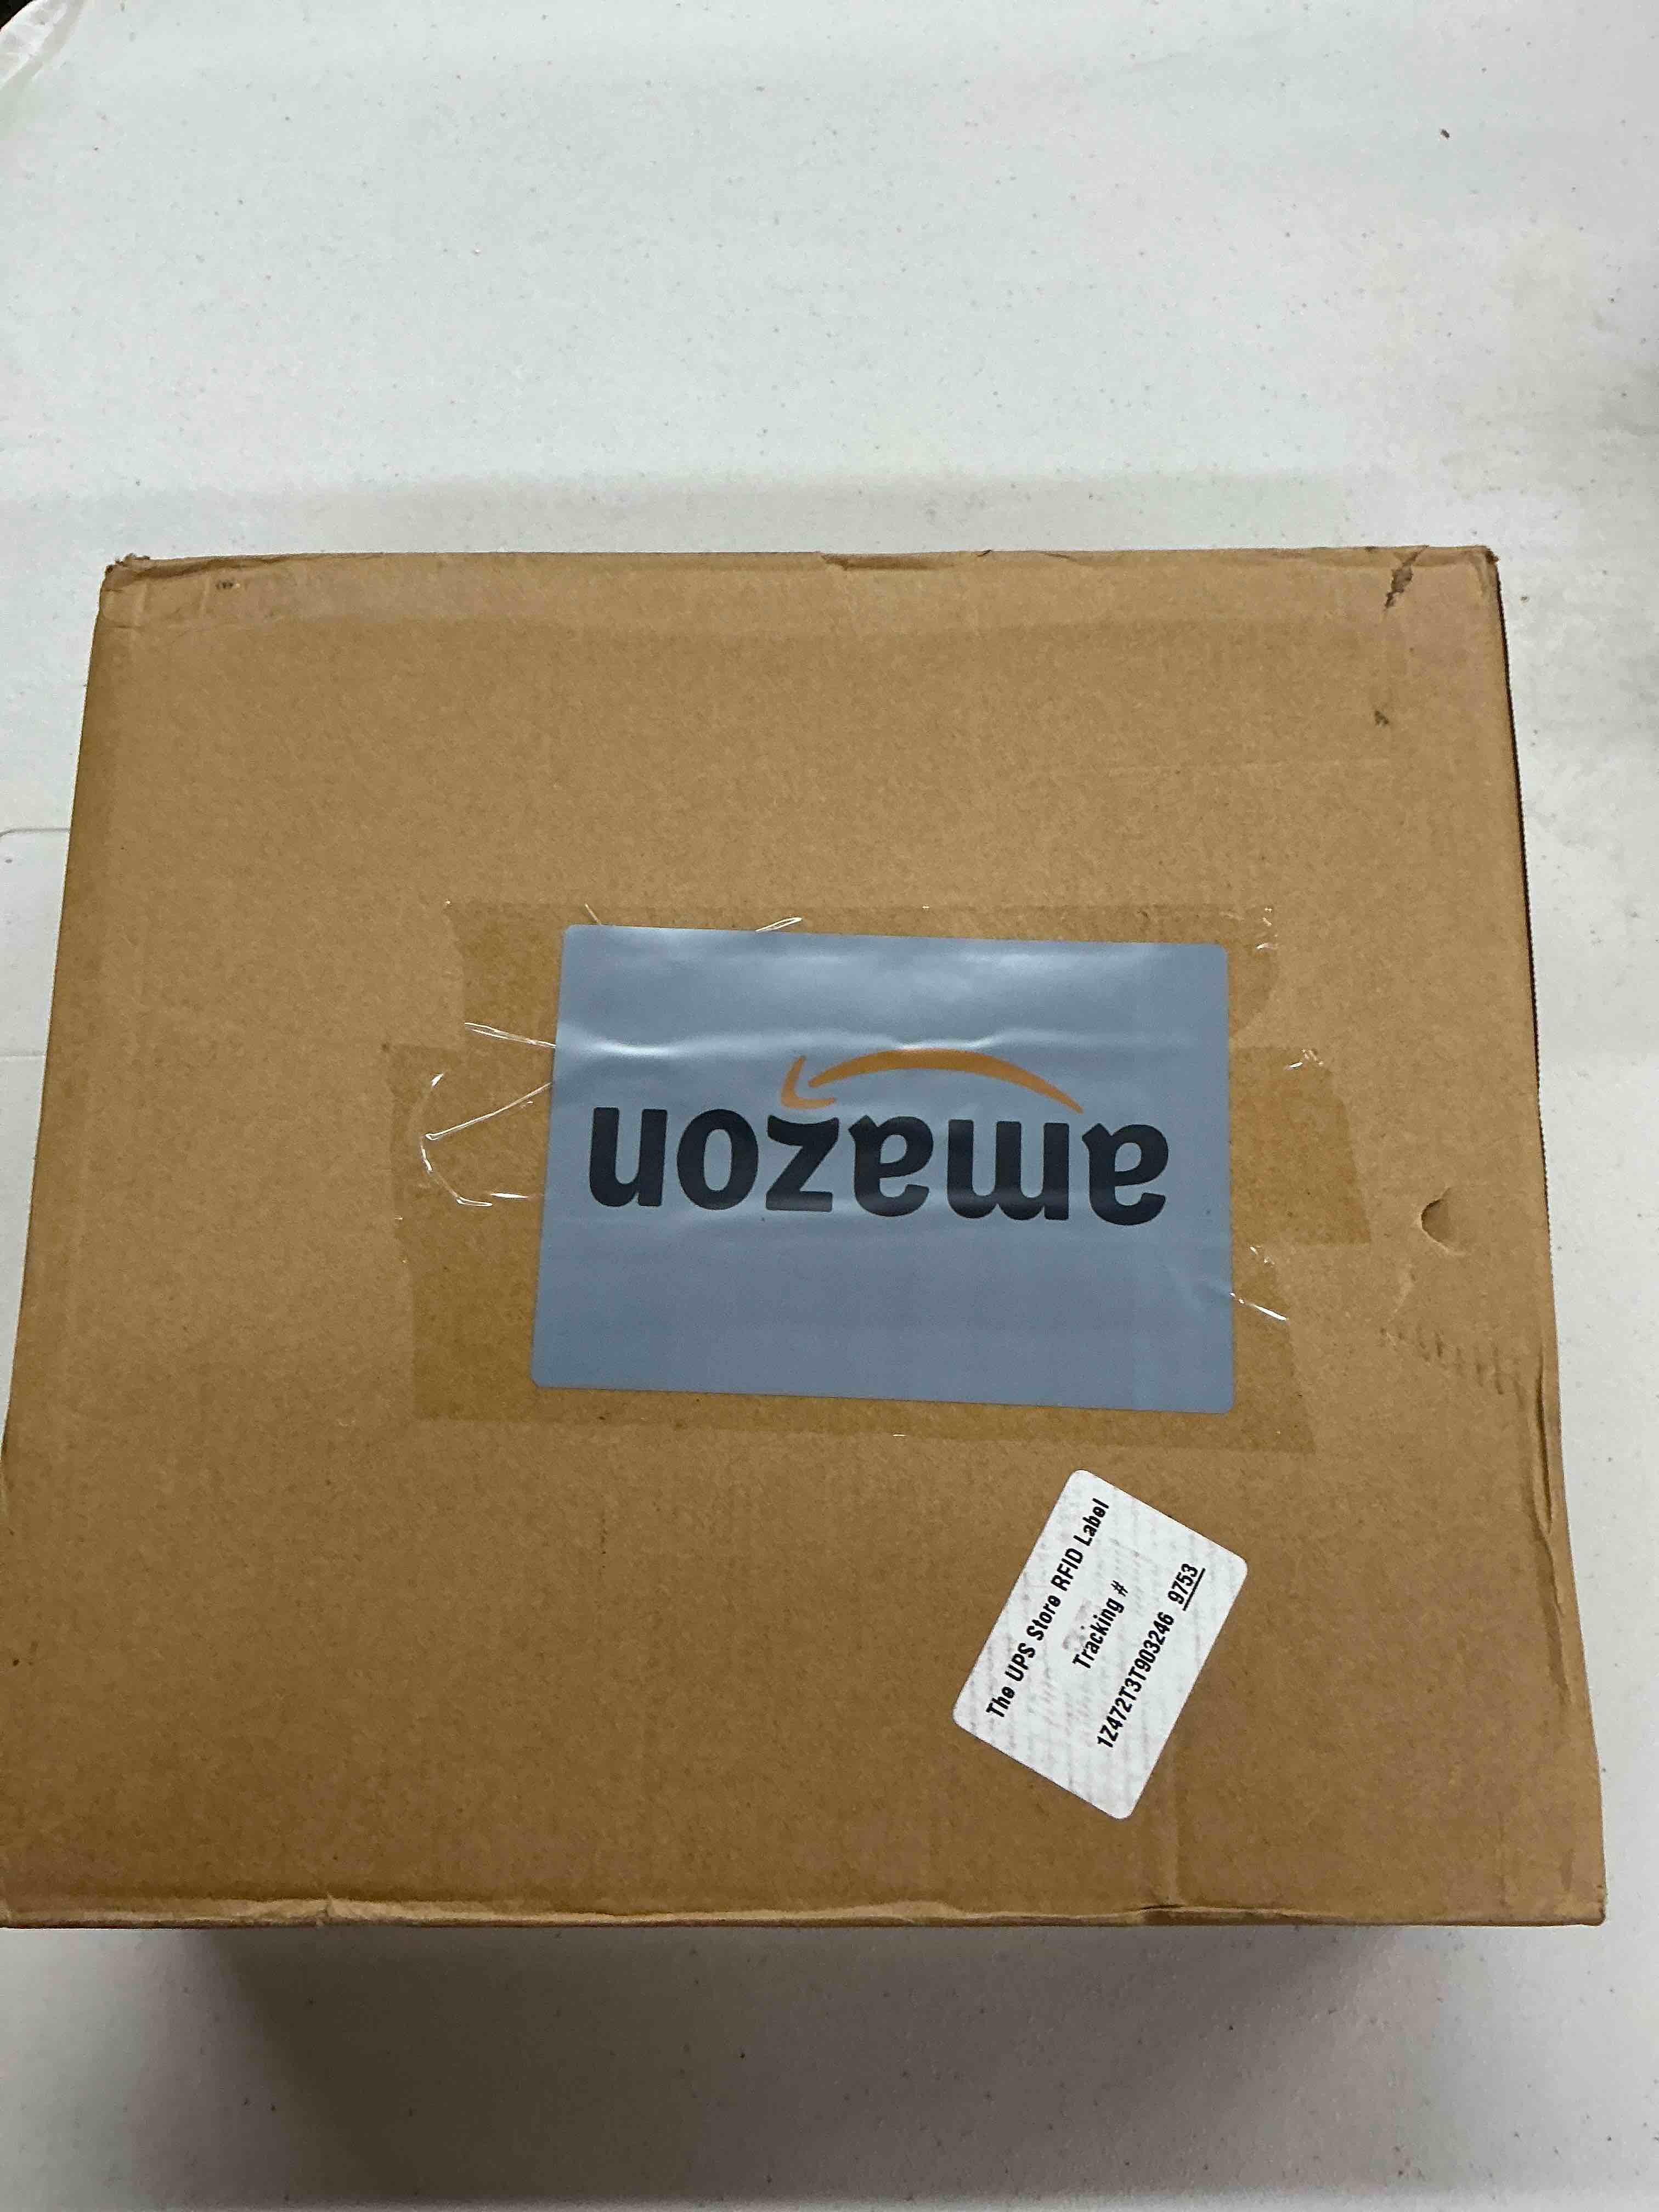 amazon
The UPS Store RFID Label
Tracking #
1Z472T3T903246 9753